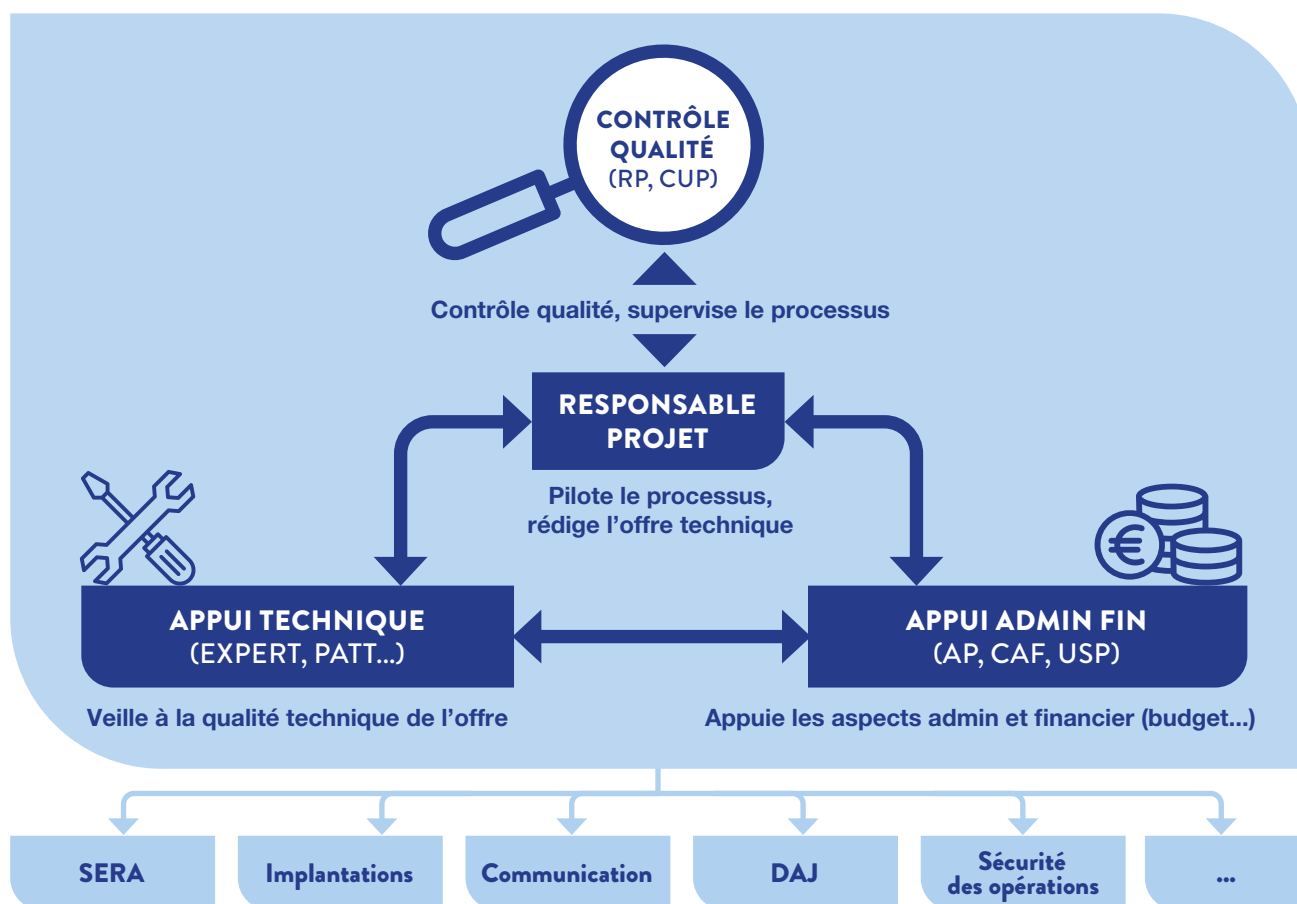 CONTRÔLE
QUALITÉ
(RP, CUP)
Contrôle qualité, supervise le processus
RESPONSABLE
PROJET
Pilote le processus,
rédige l’offre technique
€
APPUI TECHNIQUE
(EXPERT, PATT...)
APPUI ADMIN FIN
(AP, CAF, USP)
Veille à la qualité technique de l’offre
Appuie les aspects admin et financier (budget...)
SERA
Implantations
Communication
DAJ
Sécurité
des opérations
...